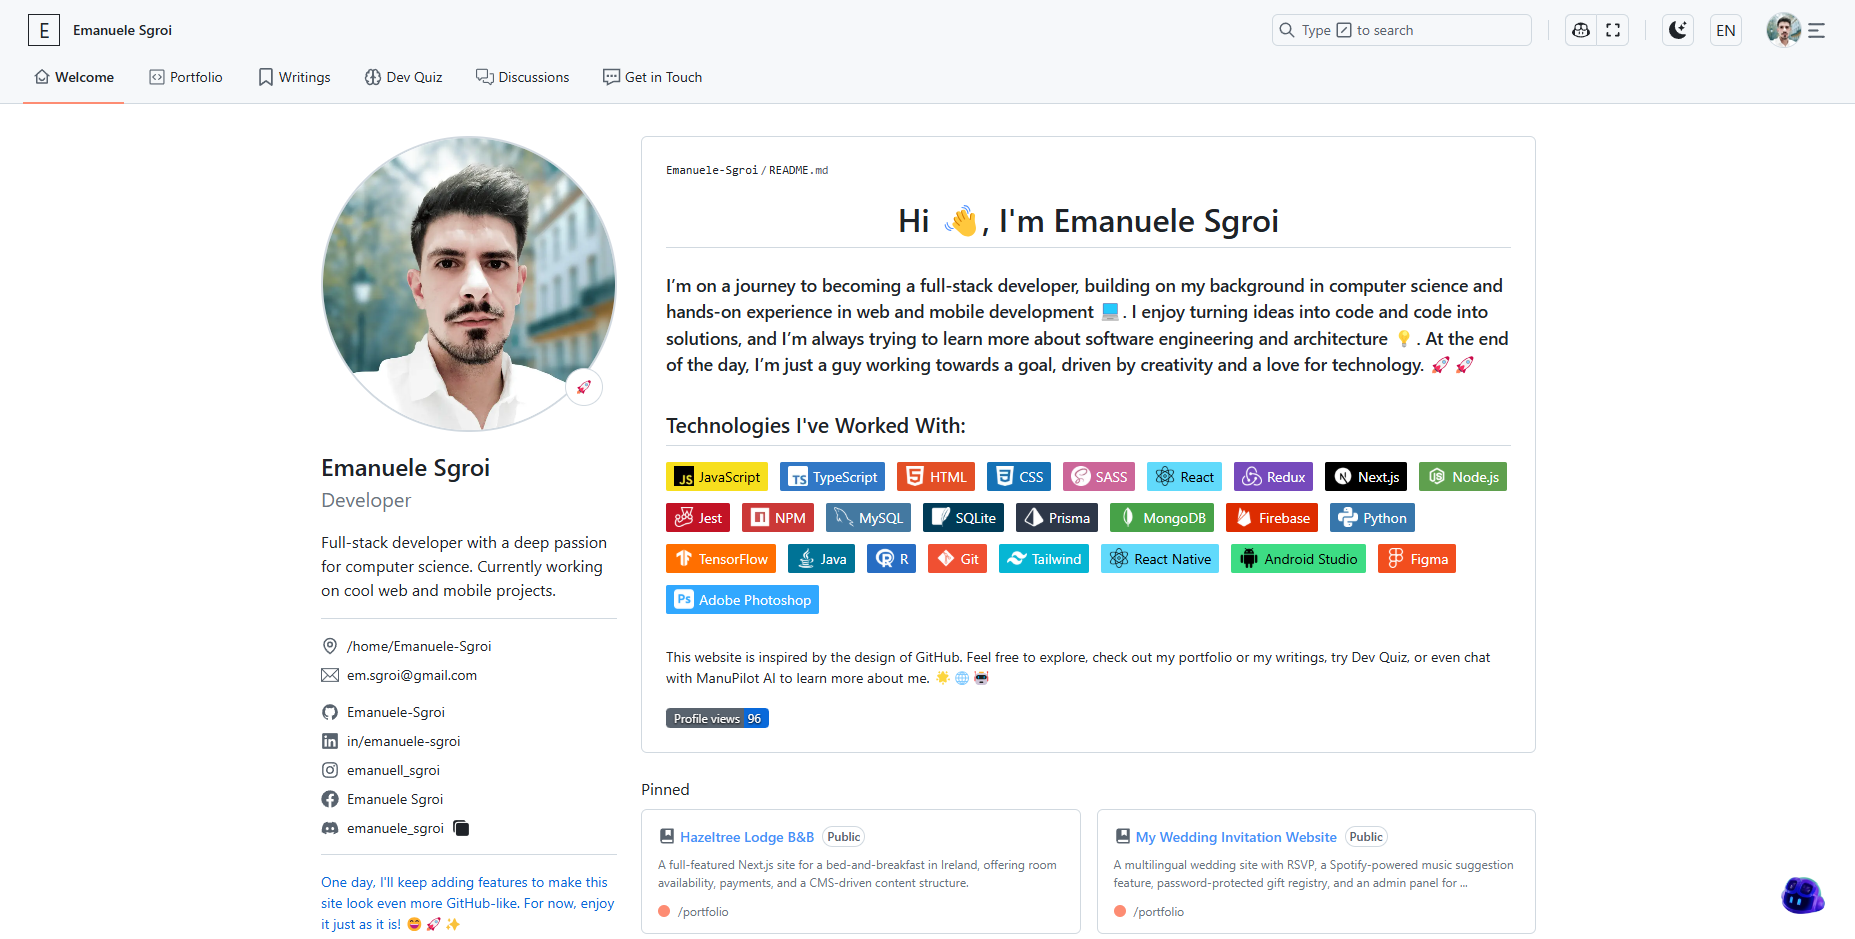 E
Emanuele Sgroi
Type / to search
EN
Welcome
Portfolio
Writings
Dev Quiz
Discussions
Get in Touch
Emanuele Sgroi
Developer
Full-stack developer with a deep passion
for computer science. Currently working
on cool web and mobile projects.
/home/Emanuele-Sgroi
em.sgroi@gmail.com
Emanuele-Sgroi
in/emanuele-sgroi
emanuell_sgroi
Emanuele Sgroi
emanuele_sgroi
One day, I'll keep adding features to make this
site look even more GitHub-like. For now, enjoy
it just as it is! 😄 🚀 ✨
Emanuele-Sgroi / README.md
Hi 👋, I'm Emanuele Sgroi
I’m on a journey to becoming a full-stack developer, building on my background in computer science and
hands-on experience in web and mobile development 💻. I enjoy turning ideas into code and code into
solutions, and I’m always trying to learn more about software engineering and architecture 💡. At the end
of the day, I’m just a guy working towards a goal, driven by creativity and a love for technology. 🚀 🚀
Technologies I've Worked With:
JS JavaScript
TS TypeScript
HTML
CSS
SASS
React
Redux
N Next.js
Node.js
Jest
NPM
MySQL
SQLite
Prisma
MongoDB
Firebase
Python
TensorFlow
Java
R
Git
Tailwind
React Native
Android Studio
Figma
Ps Adobe Photoshop
This website is inspired by the design of GitHub. Feel free to explore, check out my portfolio or my writings, try Dev Quiz, or even chat
with ManuPilot AI to learn more about me. 🌟 🌐 🤖
Profile views 96
Pinned
Hazeltree Lodge B&B Public
A full-featured Next.js site for a bed-and-breakfast in Ireland, offering room
availability, payments, and a CMS-driven content structure.
/portfolio
My Wedding Invitation Website Public
A multilingual wedding site with RSVP, a Spotify-powered music suggestion
feature, password-protected gift registry, and an admin panel for ...
/portfolio